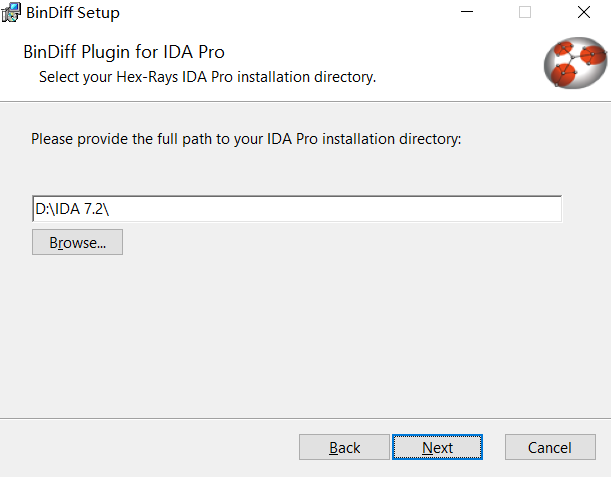 BinDiff Setup
BinDiff Plugin for IDA Pro
Select your Hex-Rays IDA Pro installation directory.
Please provide the full path to your IDA Pro installation directory:
D:\IDA 7.2\
Browse...
Back
Next
Cancel